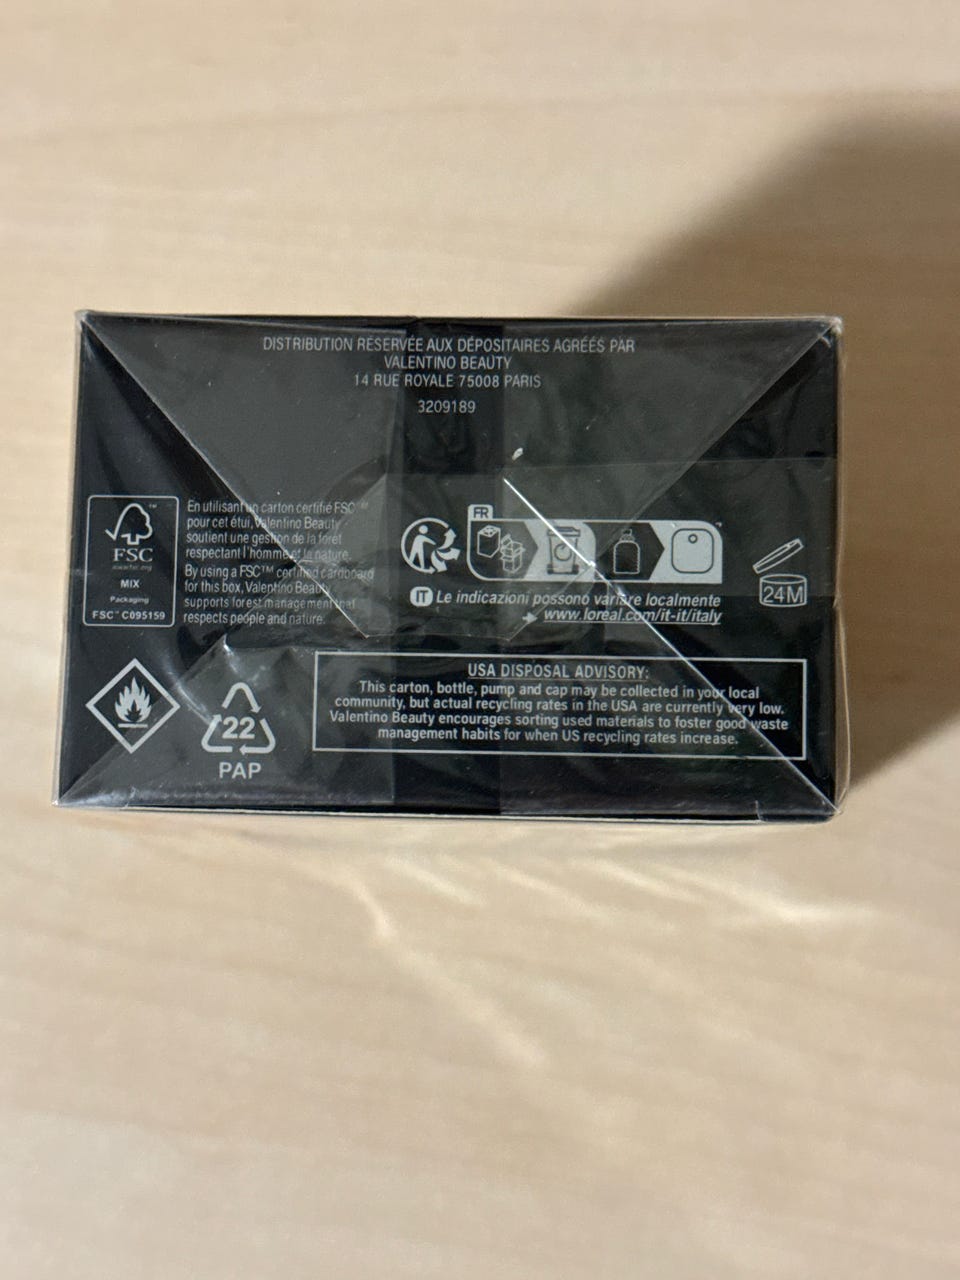 DISTRIBUTION RÉSERVÉE AUX DÉPOSITAIRES AGRÉÉS PAR
VALENTINO BEAUTY
14 RUE ROYALE 75008 PARIS
3209189
FSC
www.fsc.org
MIX
Packaging
FSC™ C095159
En utilisant un carton certifié FSC™
pour cet étui, Valentino Beauty
soutient une gestion de la forêt
respectant l'homme et la nature.
By using a FSC™ certified cardboard
for this box, Valentino Beauty
supports forest management that
respects people and nature.
FR
IT Le indicazioni possono variare localmente
www.loreal.com/it-it/italy
24M
22
PAP
USA DISPOSAL ADVISORY:
This carton, bottle, pump and cap may be collected in your local
community, but actual recycling rates in the USA are currently very low.
Valentino Beauty encourages sorting used materials to foster good waste
management habits for when US recycling rates increase.